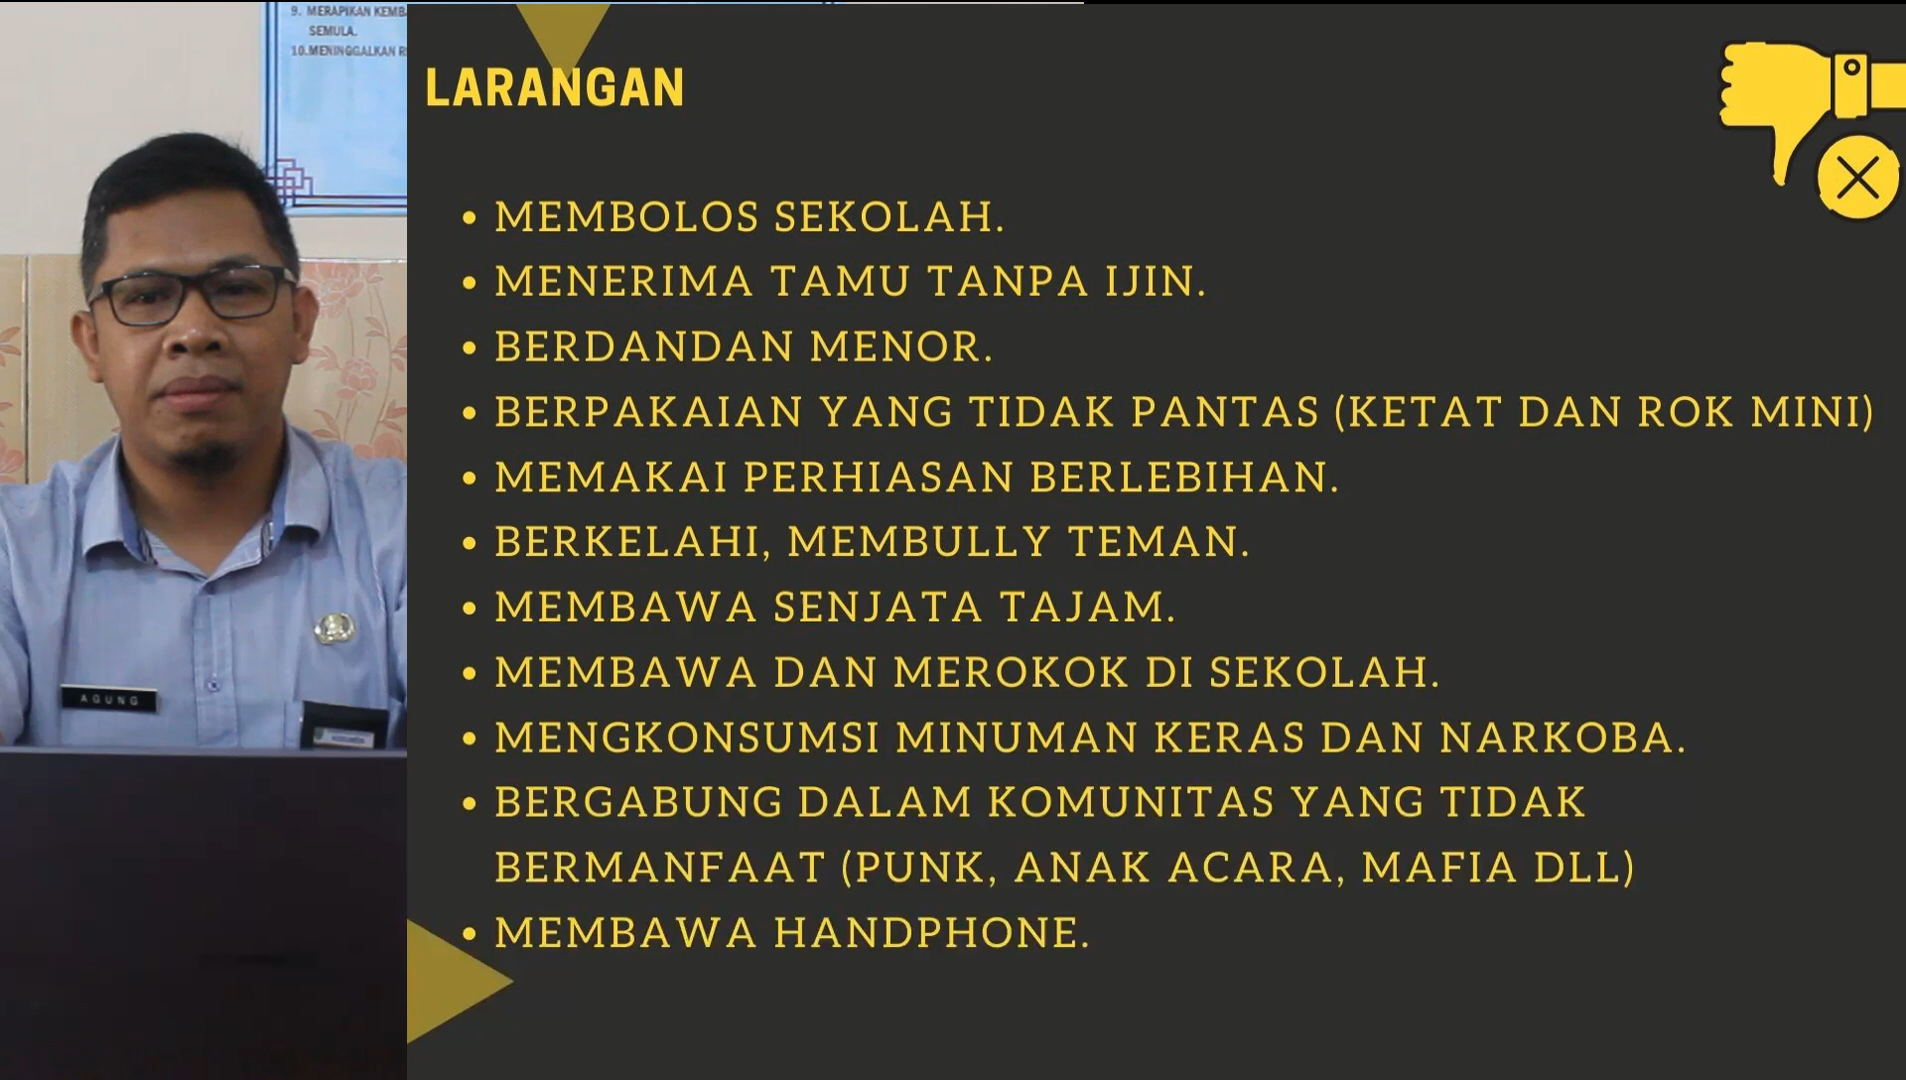 9. MERAPIKAN KEMBA
SEMULA.
10.MENINGGALKAN R
LARANGAN
• MEMBOLOS SEKOLAH.
• MENERIMA TAMU TANPA IJIN.
• BERDANDAN MENOR.
• BERPAKAIAN YANG TIDAK PANTAS (KETAT DAN ROK MINI)
• MEMAKAI PERHIASAN BERLEBIHAN.
• BERKELAHI, MEMBULLY TEMAN.
• MEMBAWA SENJATA TAJAM.
• MEMBAWA DAN MEROKOK DI SEKOLAH.
• MENGKONSUMSI MINUMAN KERAS DAN NARKOBA.
• BERGABUNG DALAM KOMUNITAS YANG TIDAK
BERMANFAAT (PUNK, ANAK ACARA, MAFIA DLL)
• MEMBAWA HANDPHONE.
AGUNG